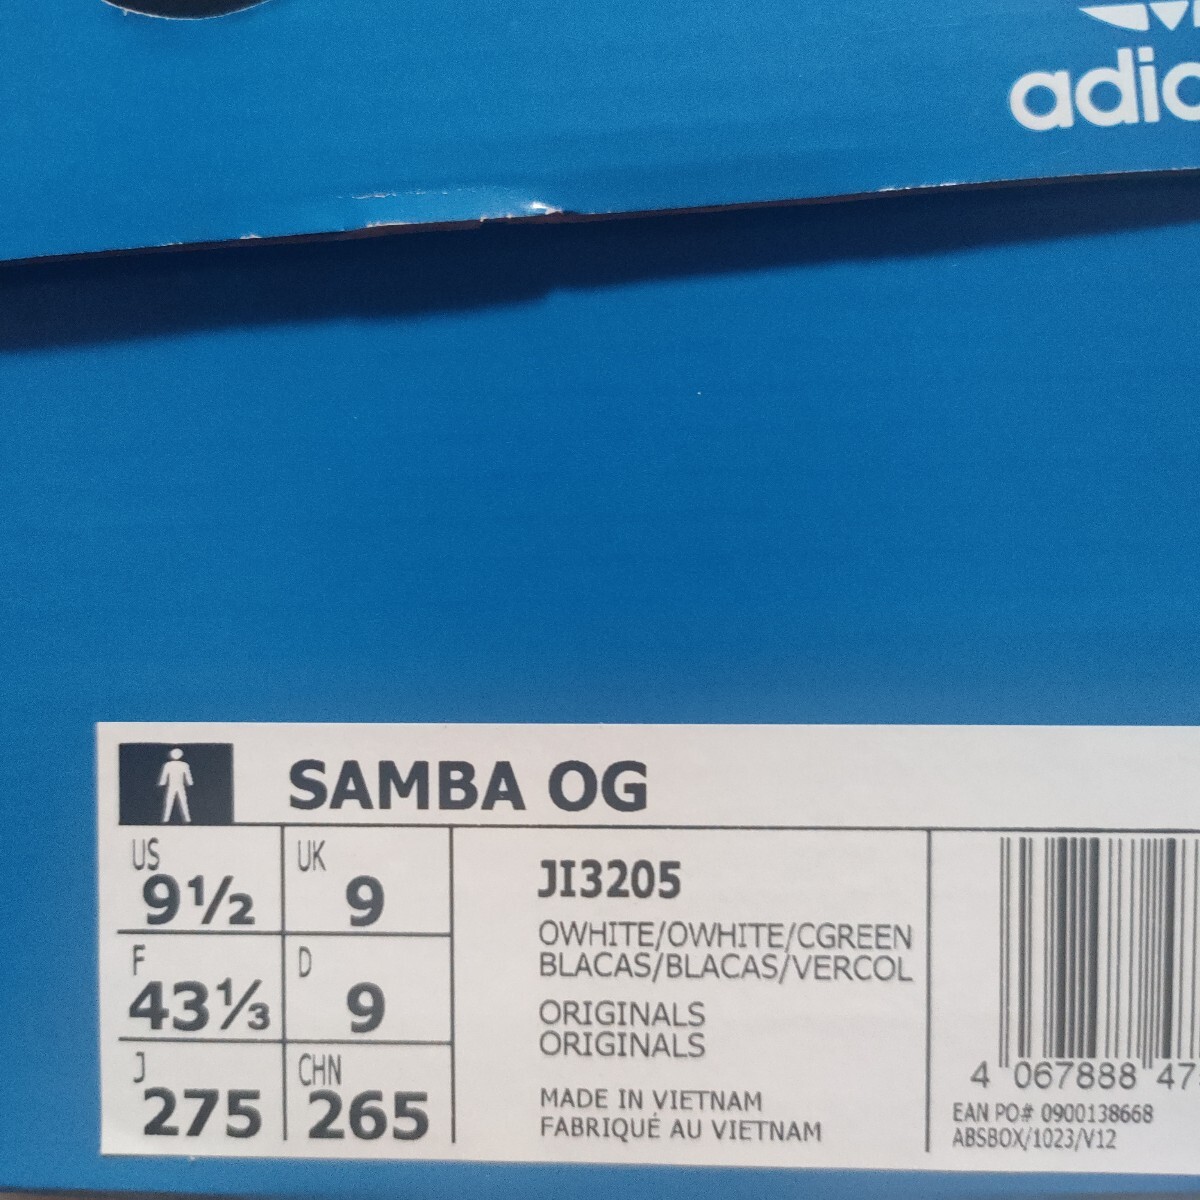 SAMBA OG
US 9½ UK 9
F 43⅓ D 9
J 275 CHN 265
JI3205
OWHITE/OWHITE/CGREEN
BLACAS/BLACAS/VERCOL
ORIGINALS
ORIGINALS
MADE IN VIETNAM
FABRIQUÉ AU VIETNAM
4 067888 47
EAN PO# 0900138668
ABSBOX/1023/V12